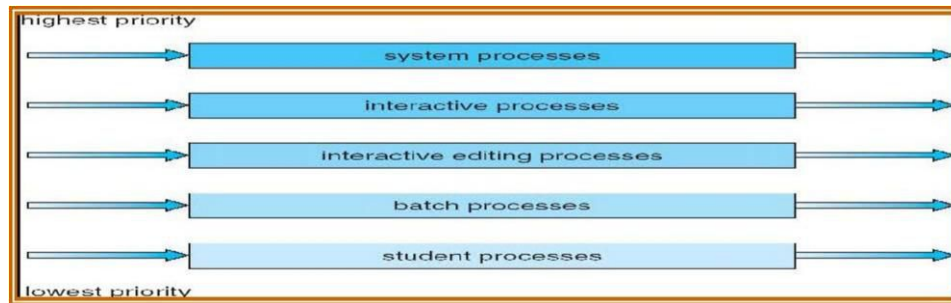 highest priority
system processes
interactive processes
interactive editing processes
batch processes
student processes
lowest priority